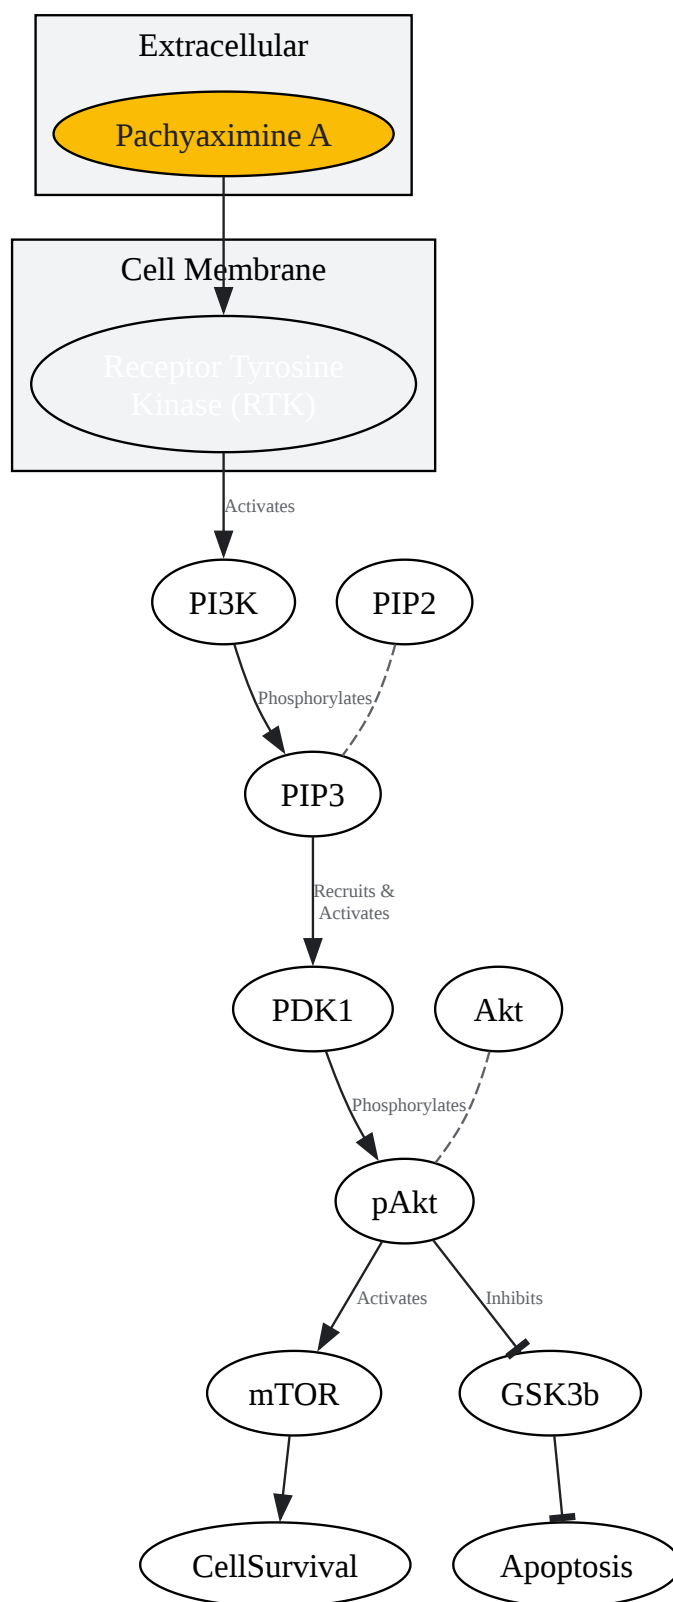 Extracellular
Pachyaximine A
Cell Membrane
Receptor Tyrosine
Kinase (RTK)
Activates
PI3K
PIP2
Phosphorylates
PIP3
Recruits &
Activates
PDK1
Akt
Phosphorylates
pAkt
Activates
Inhibits
mTOR
GSK3b
CellSurvival
Apoptosis